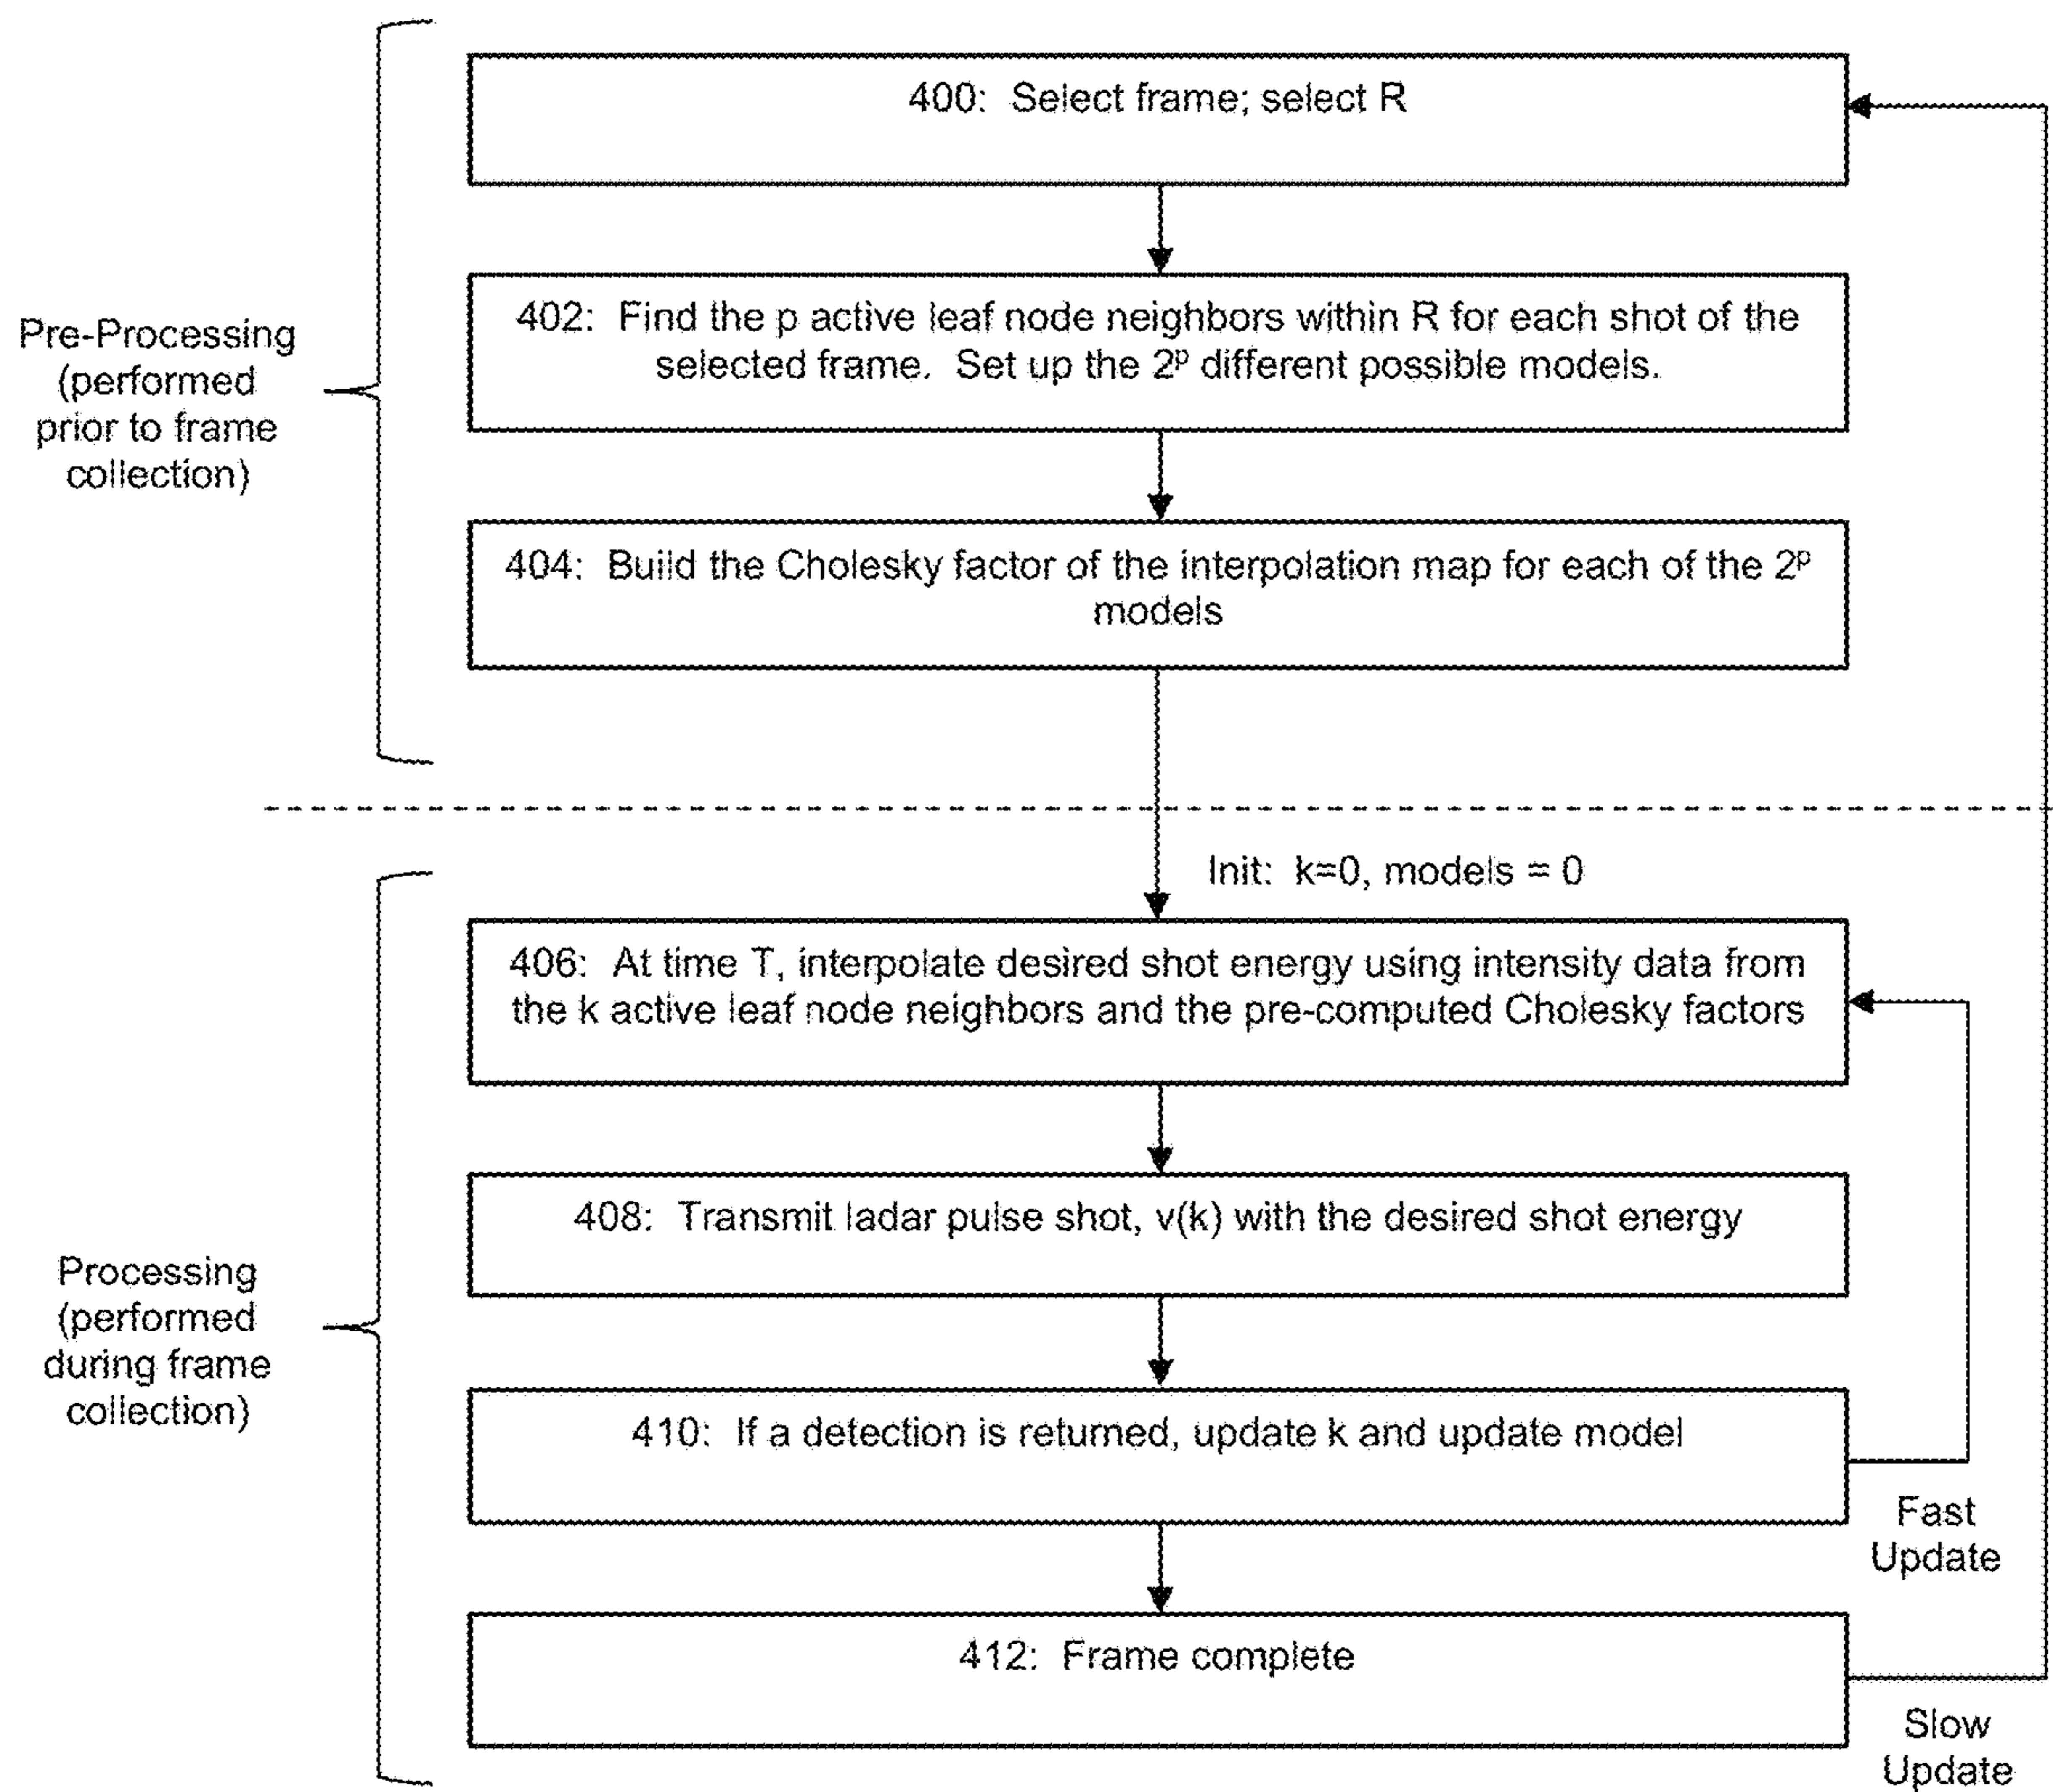 400: Select frame; select R
Pre-Processing
(performed
prior to frame
collection)
402: Find the p active leaf node neighbors within R for each shot of the
selected frame. Set up the 2ᵖ different possible models.
404: Build the Cholesky factor of the interpolation map for each of the 2ᵖ
models
Init: k=0, models = 0
406: At time T, interpolate desired shot energy using intensity data from
the k active leaf node neighbors and the pre-computed Cholesky factors
408: Transmit ladar pulse shot, v(k) with the desired shot energy
Processing
(performed
during frame
collection)
410: If a detection is returned, update k and update model
Fast
Update
412: Frame complete
Slow
Update